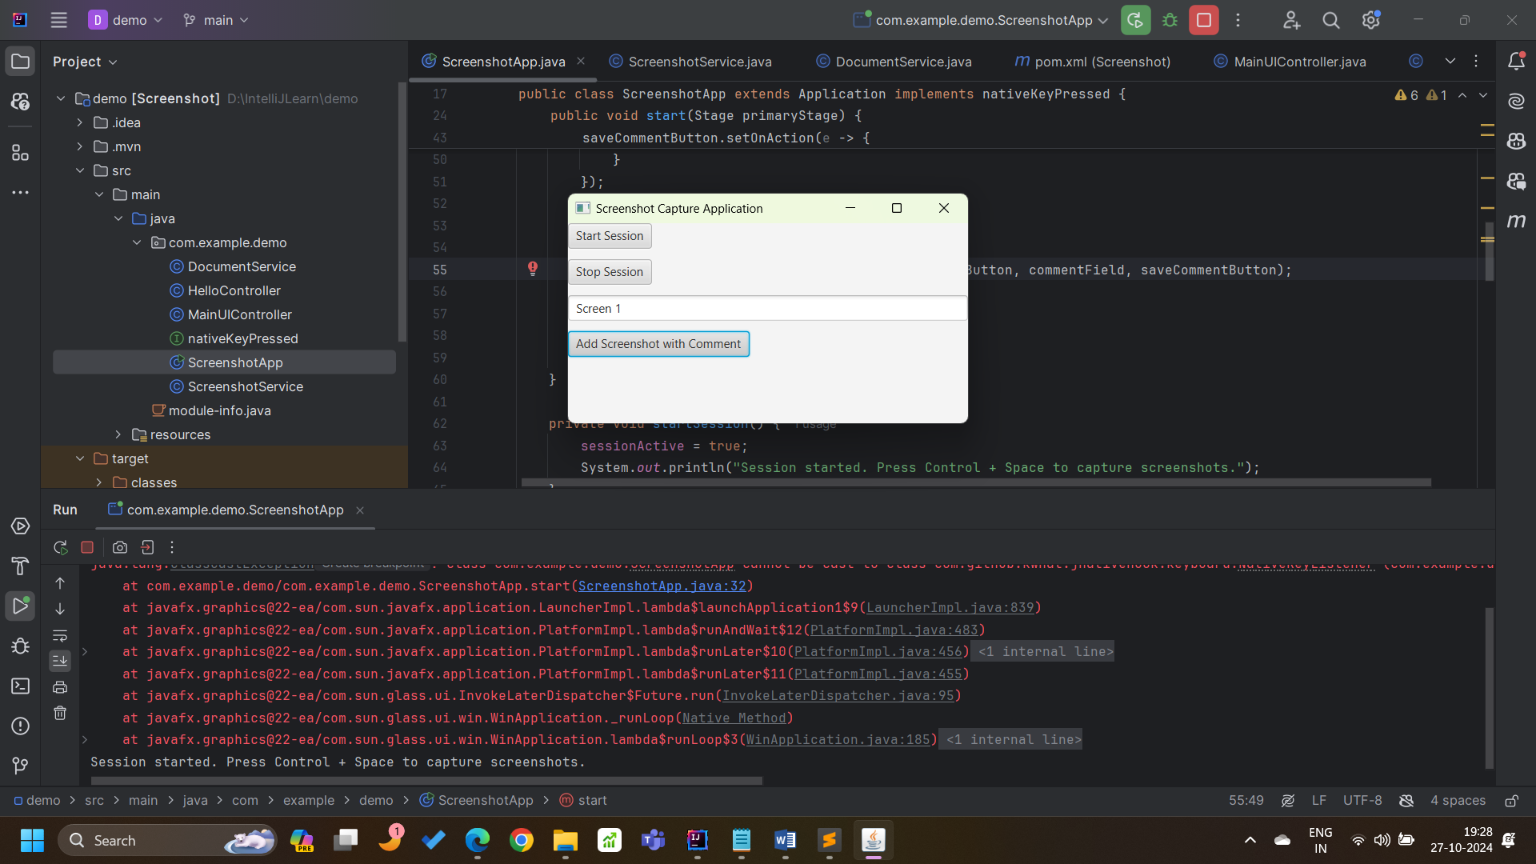 D demo
main
com.example.demo.ScreenshotApp
Project
ScreenshotApp.java
ScreenshotService.java
DocumentService.java
m pom.xml (Screenshot)
MainUIController.java
demo [Screenshot] D:\IntelliJLearn\demo
.idea
.mvn
src
main
java
com.example.demo
DocumentService
HelloController
MainUIController
nativeKeyPressed
ScreenshotApp
ScreenshotService
module-info.java
resources
target
classes
17 public class ScreenshotApp extends Application implements nativeKeyPressed {
6 1
24 public void start(Stage primaryStage) {
43 saveCommentButton.setOnAction(e -> {
50 }
51 });
52
53
54
55 Button, commentField, saveCommentButton);
56
57
58
59
60 }
61
62 private void startSession() { 1 usage
63 sessionActive = true;
64 System.out.println("Session started. Press Control + Space to capture screenshots.");
Screenshot Capture Application
Start Session
Stop Session
Screen 1
Add Screenshot with Comment
Run
com.example.demo.ScreenshotApp
java.lang.ClassCastException Create breakpoint : class com.example.demo.ScreenshotApp cannot be cast to class com.github.kwhat.jnativehook.keyboard.NativeKeyListener (com.example.d
at com.example.demo/com.example.demo.ScreenshotApp.start(ScreenshotApp.java:32)
at javafx.graphics@22-ea/com.sun.javafx.application.LauncherImpl.lambda$launchApplication1$9(LauncherImpl.java:839)
at javafx.graphics@22-ea/com.sun.javafx.application.PlatformImpl.lambda$runAndWait$12(PlatformImpl.java:483)
at javafx.graphics@22-ea/com.sun.javafx.application.PlatformImpl.lambda$runLater$10(PlatformImpl.java:456) <1 internal line>
at javafx.graphics@22-ea/com.sun.javafx.application.PlatformImpl.lambda$runLater$11(PlatformImpl.java:455)
at javafx.graphics@22-ea/com.sun.glass.ui.InvokeLaterDispatcher$Future.run(InvokeLaterDispatcher.java:95)
at javafx.graphics@22-ea/com.sun.glass.ui.win.WinApplication._runLoop(Native Method)
at javafx.graphics@22-ea/com.sun.glass.ui.win.WinApplication.lambda$runLoop$3(WinApplication.java:185) <1 internal line>
Session started. Press Control + Space to capture screenshots.
demo > src > main > java > com > example > demo > ScreenshotApp > start
55:49 LF UTF-8 4 spaces
Search
PRE
1
ENG
IN
19:28
27-10-2024